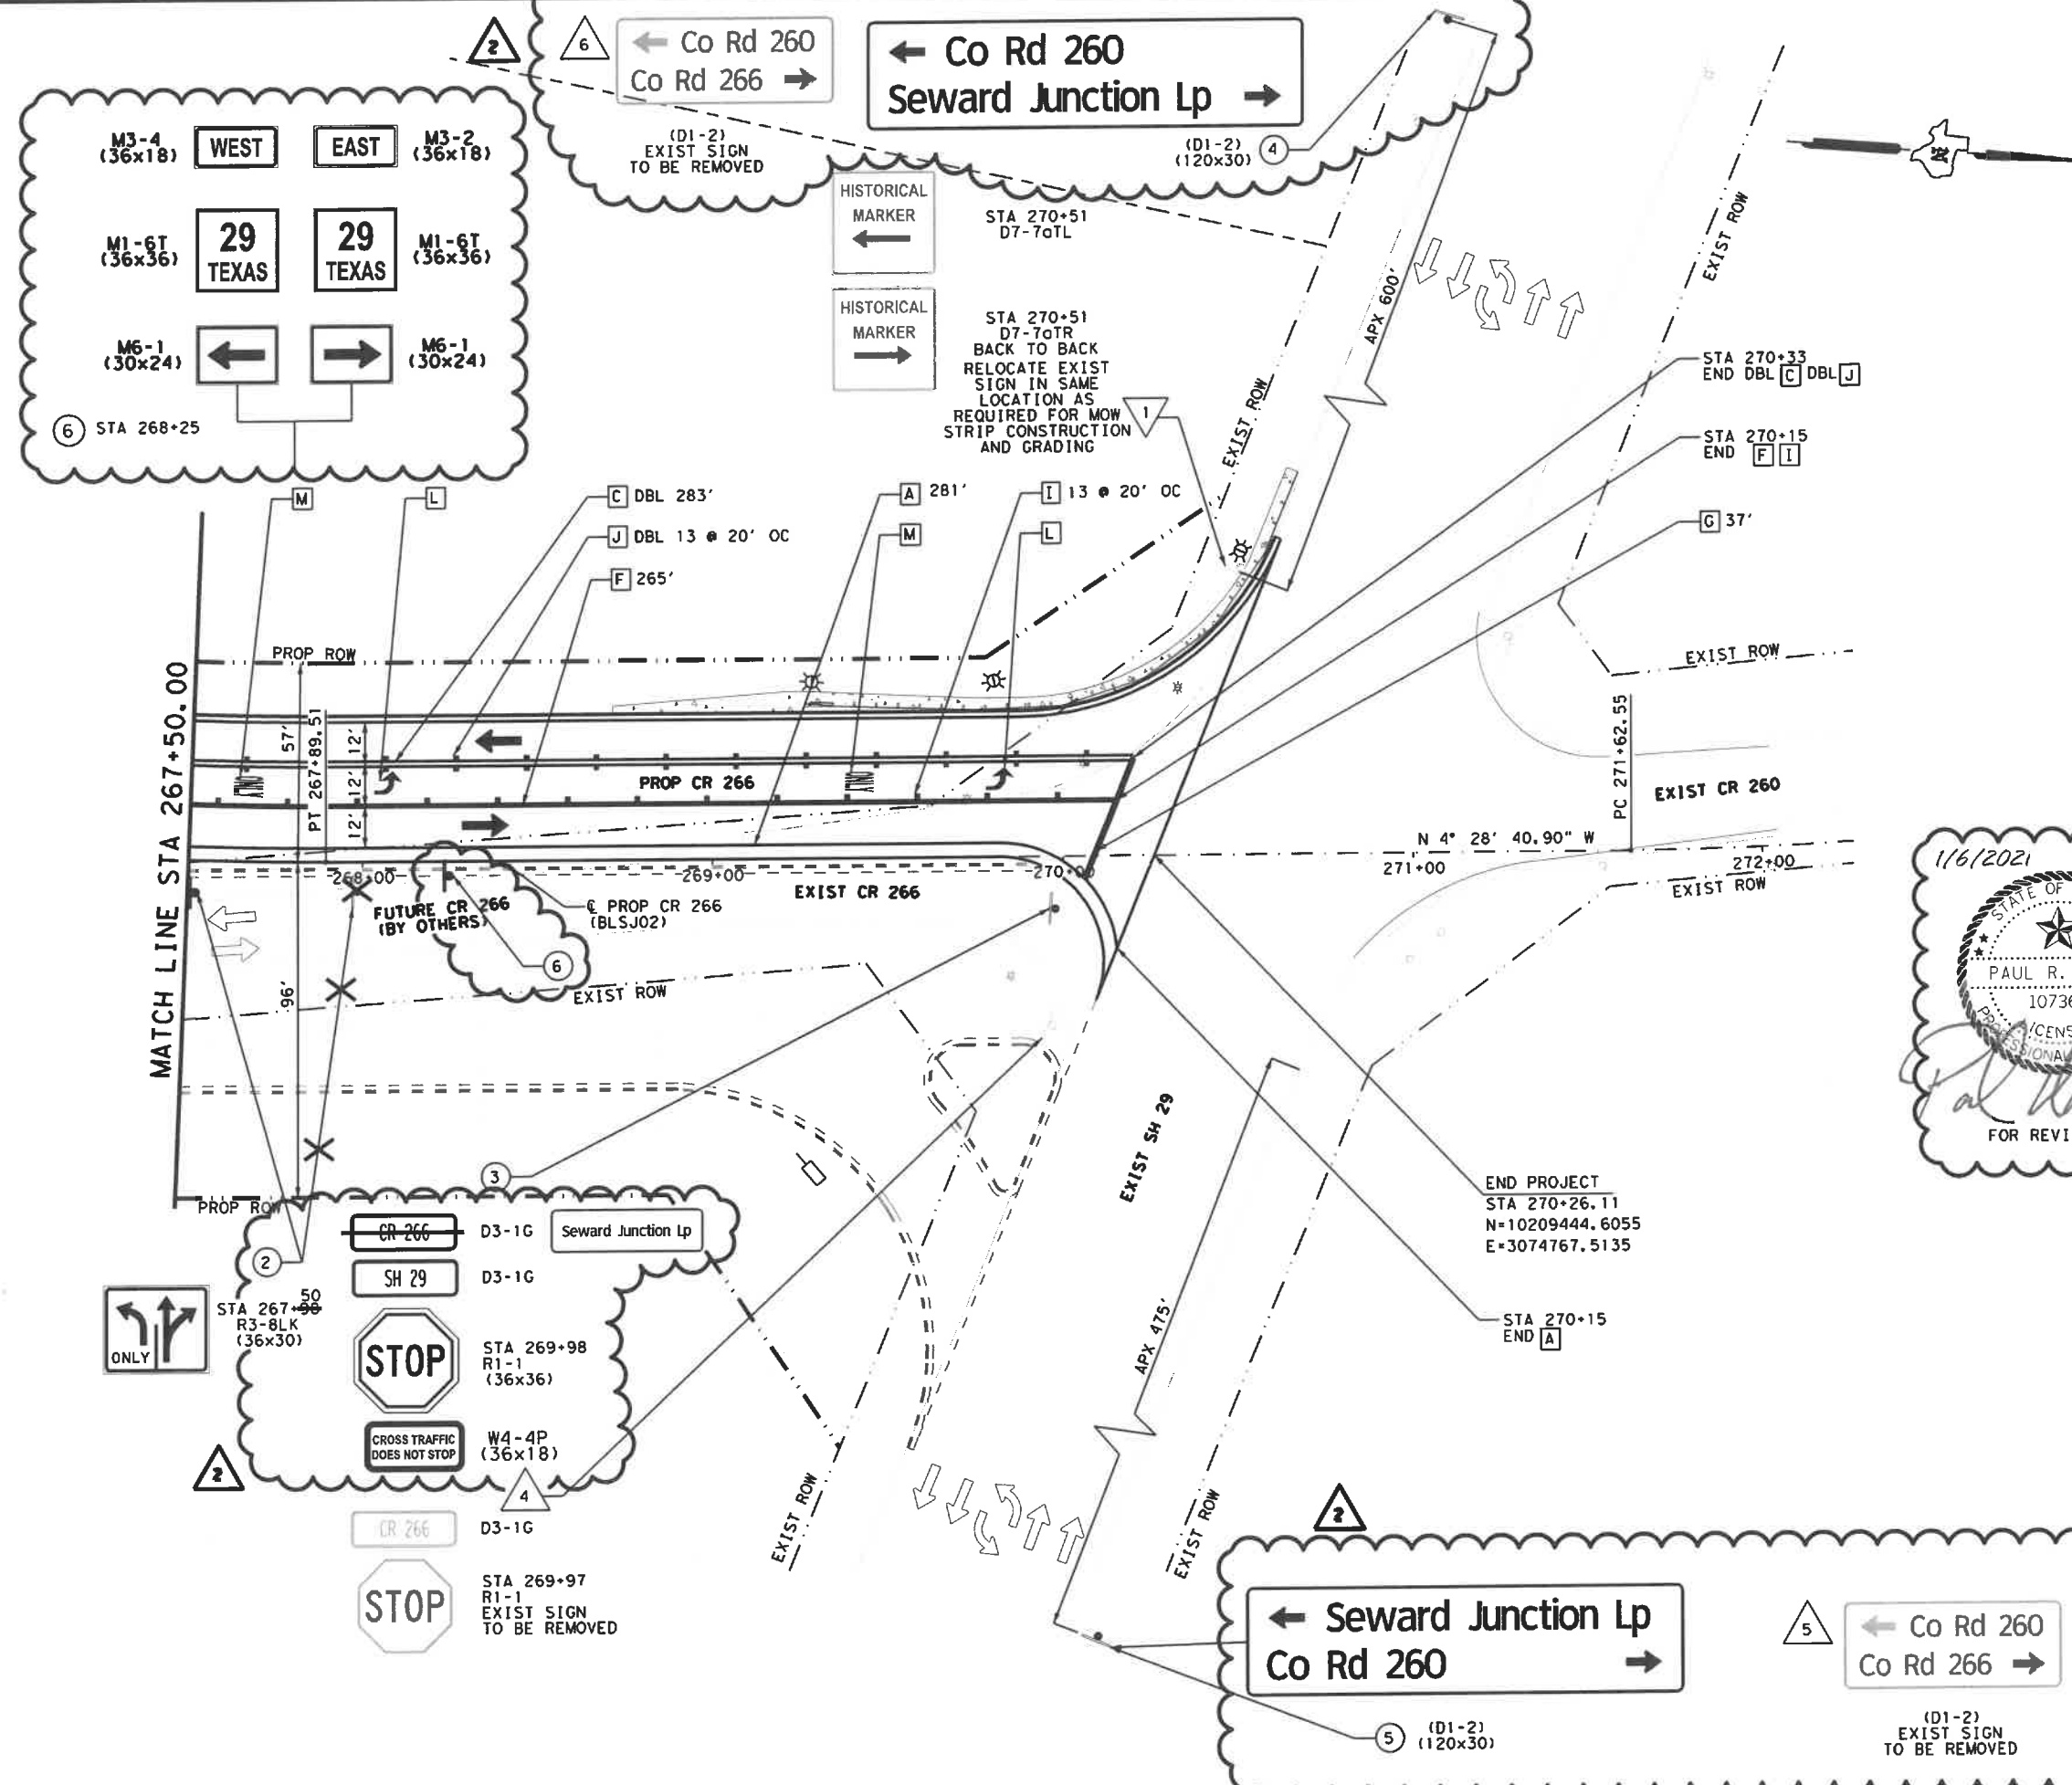 2
6
← Co Rd 260
Co Rd 266 →
(D1-2)
EXIST SIGN
TO BE REMOVED
← Co Rd 260
Seward Junction Lp →
(D1-2)
(120x30)
4
M3-4
(36x18)
WEST
EAST
M3-2
(36x18)
M1-6T
(36x36)
29
TEXAS
29
TEXAS
M1-6T
(36x36)
M6-1
(30x24)
M6-1
(30x24)
6 STA 268+25
HISTORICAL
MARKER
STA 270+51
D7-7aTL
HISTORICAL
MARKER
STA 270+51
D7-7aTR
BACK TO BACK
RELOCATE EXIST
SIGN IN SAME
LOCATION AS
REQUIRED FOR MOW
STRIP CONSTRUCTION
AND GRADING
1
APX 600'
EXIST ROW
EXIST ROW
STA 270+33
END DBL C DBL J
STA 270+15
END F I
G 37'
M
L
C DBL 283'
J DBL 13 @ 20' OC
F 265'
A 281'
M
I 13 @ 20' OC
L
MATCH LINE STA 267+50.00
PROP ROW
57'
PT 267+89.51
12'
12'
12'
96'
PROP CR 266
EXIST ROW
PC 271+62.55
EXIST CR 260
N 4° 28' 40.90" W
268+00
269+00
270+00
271+00
272+00
EXIST CR 266
EXIST ROW
FUTURE CR 266
(BY OTHERS)
℄ PROP CR 266
(BLSJ02)
6
EXIST ROW
1/6/2021
STATE OF
PAUL R.
FOR REVI
EXIST SH 29
END PROJECT
STA 270+26.11
N=10209444.6055
E=3074767.5135
STA 270+15
END A
APX 475'
3
PROP ROW
2
CR 266
D3-1G
Seward Junction Lp
SH 29
D3-1G
ONLY
50
STA 267+90
R3-8LK
(36x30)
STOP
STA 269+98
R1-1
(36x36)
CROSS TRAFFIC
DOES NOT STOP
W4-4P
(36x18)
2
4
CR 266
D3-1G
STOP
STA 269+97
R1-1
EXIST SIGN
TO BE REMOVED
EXIST ROW
EXIST ROW
2
← Seward Junction Lp
Co Rd 260 →
5
(D1-2)
(120x30)
5
← Co Rd 260
Co Rd 266 →
(D1-2)
EXIST SIGN
TO BE REMOVED